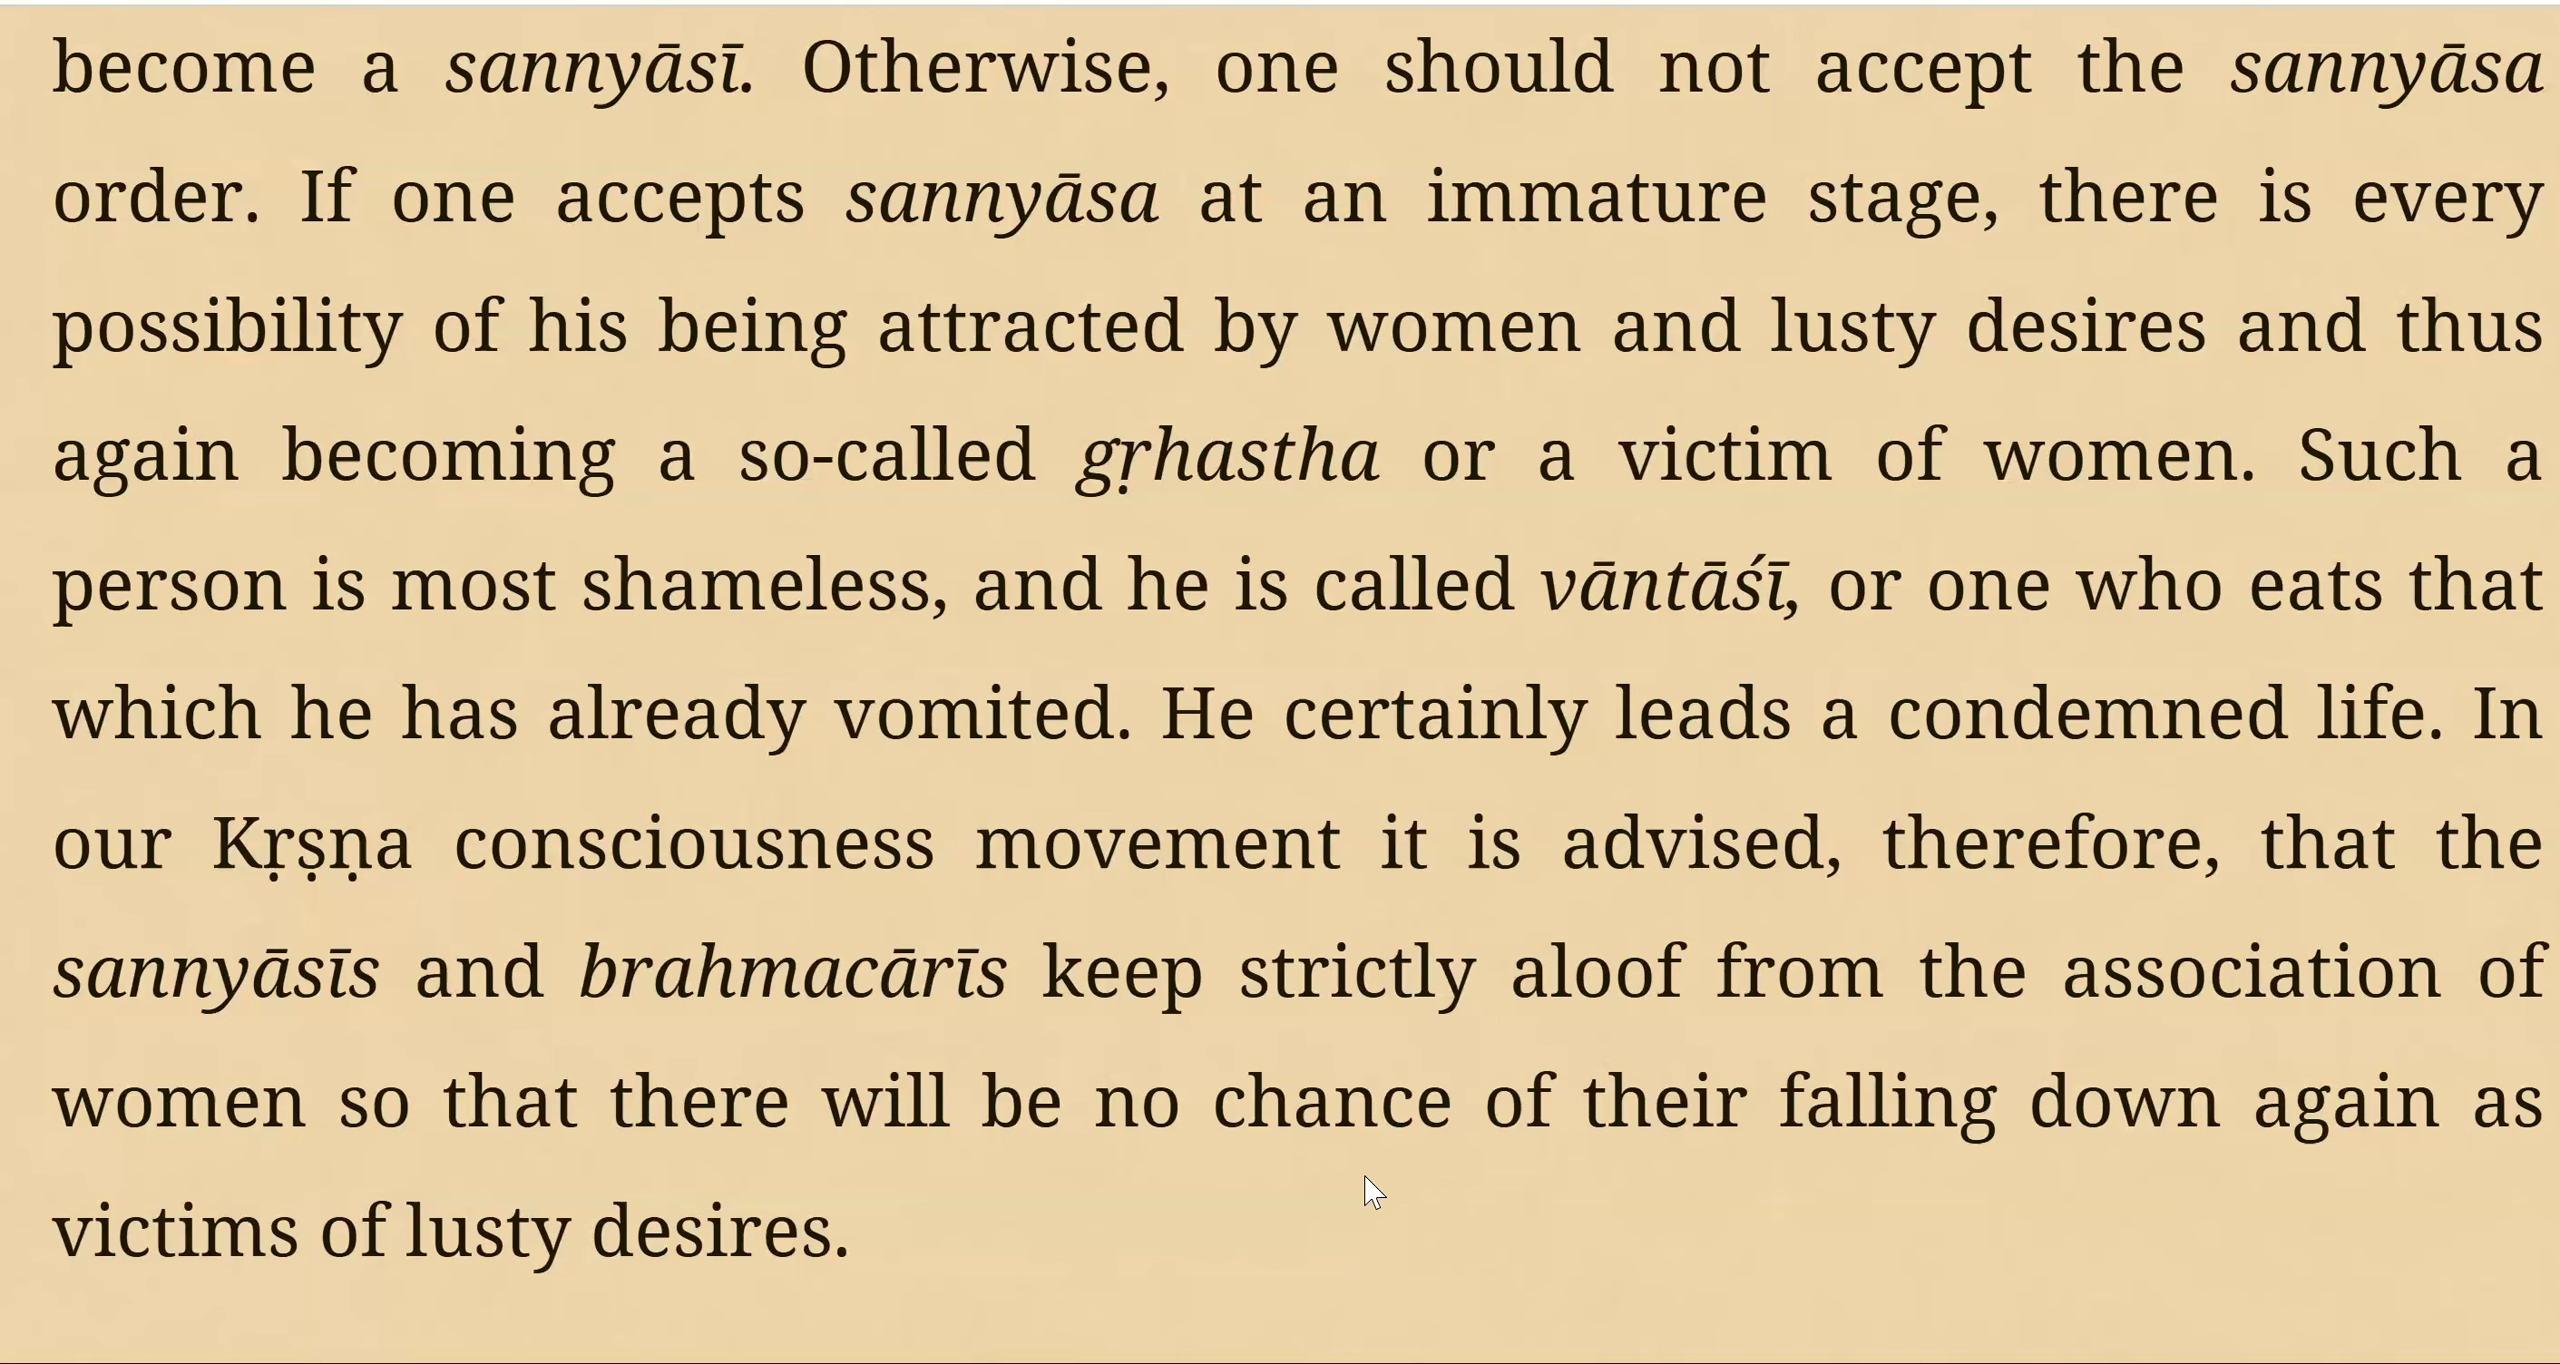 become a sannyāsī. Otherwise, one should not accept the sannyāsa
order. If one accepts sannyāsa at an immature stage, there is every
possibility of his being attracted by women and lusty desires and thus
again becoming a so-called gṛhastha or a victim of women. Such a
person is most shameless, and he is called vāntāśī, or one who eats that
which he has already vomited. He certainly leads a condemned life. In
our Kṛṣṇa consciousness movement it is advised, therefore, that the
sannyāsīs and brahmacārīs keep strictly aloof from the association of
women so that there will be no chance of their falling down again as
victims of lusty desires.